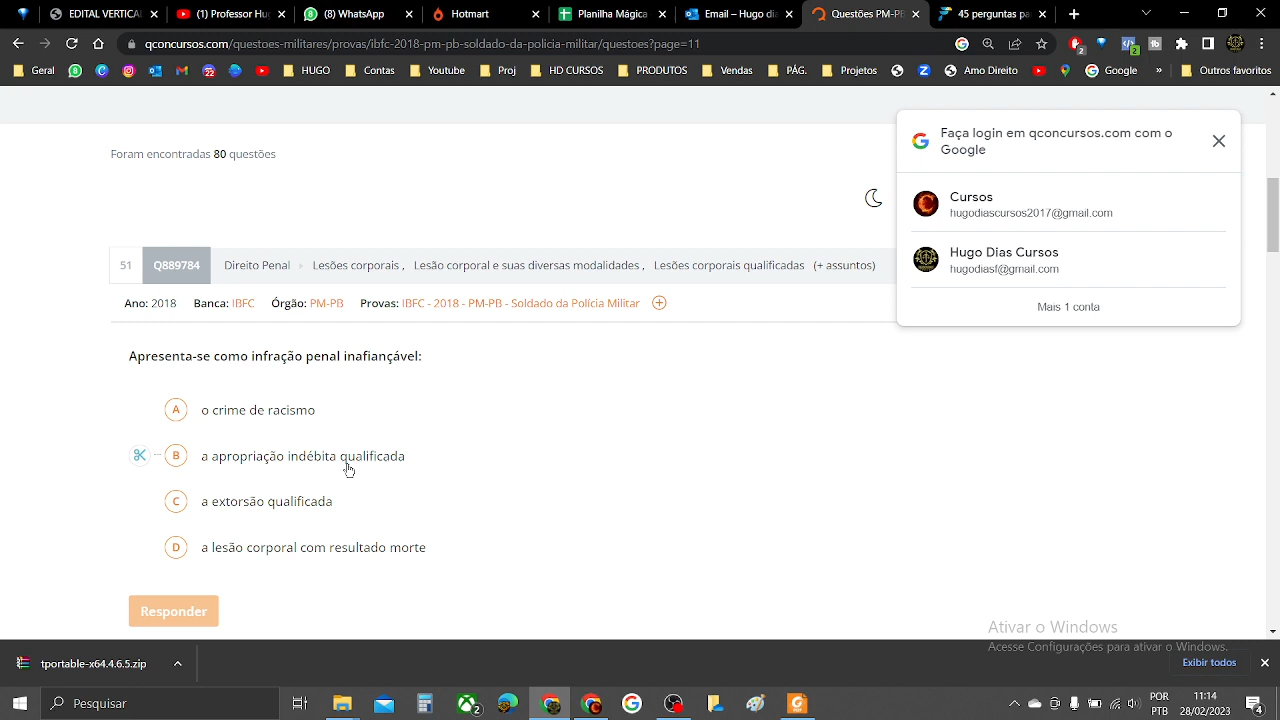 EDITAL VERTICAL
(1) Professor Hug
(8) WhatsApp
Hotmart
Planilha Mágica
Email – Hugo dia
Questões PM-PB
45 perguntas pa
qconcursos.com/questoes-militares/provas/ibfc-2018-pm-pb-soldado-da-policia-militar/questoes?page=11
Geral
HUGO
Contas
Youtube
Pref
HD CURSOS
PRODUTOS
Vendas
PÁG.
Projetos
Amo Direito
Google
»
Outros favoritos
Faça login em qconcursos.com com o
Google
Foram encontradas 80 questões
Cursos
hugodiascursos2017@gmail.com
Hugo Dias Cursos
hugodiasf@gmail.com
Mais 1 conta
51 Q889784 Direito Penal Lesões corporais , Lesão corporal e suas diversas modalidades , Lesões corporais qualificadas (+ assuntos)
Ano: 2018 Banca: IBFC Órgão: PM-PB Provas: IBFC - 2018 - PM-PB - Soldado da Polícia Militar
Apresenta-se como infração penal inafiançável:
A o crime de racismo
B a apropriação indébita qualificada
C a extorsão qualificada
D a lesão corporal com resultado morte
Responder
Ativar o Windows
Acesse Configurações para ativar o Windows.
tportable-x64.4.6.5.zip
Exibir todos
Pesquisar
POR
PTB
11:14
28/02/2023